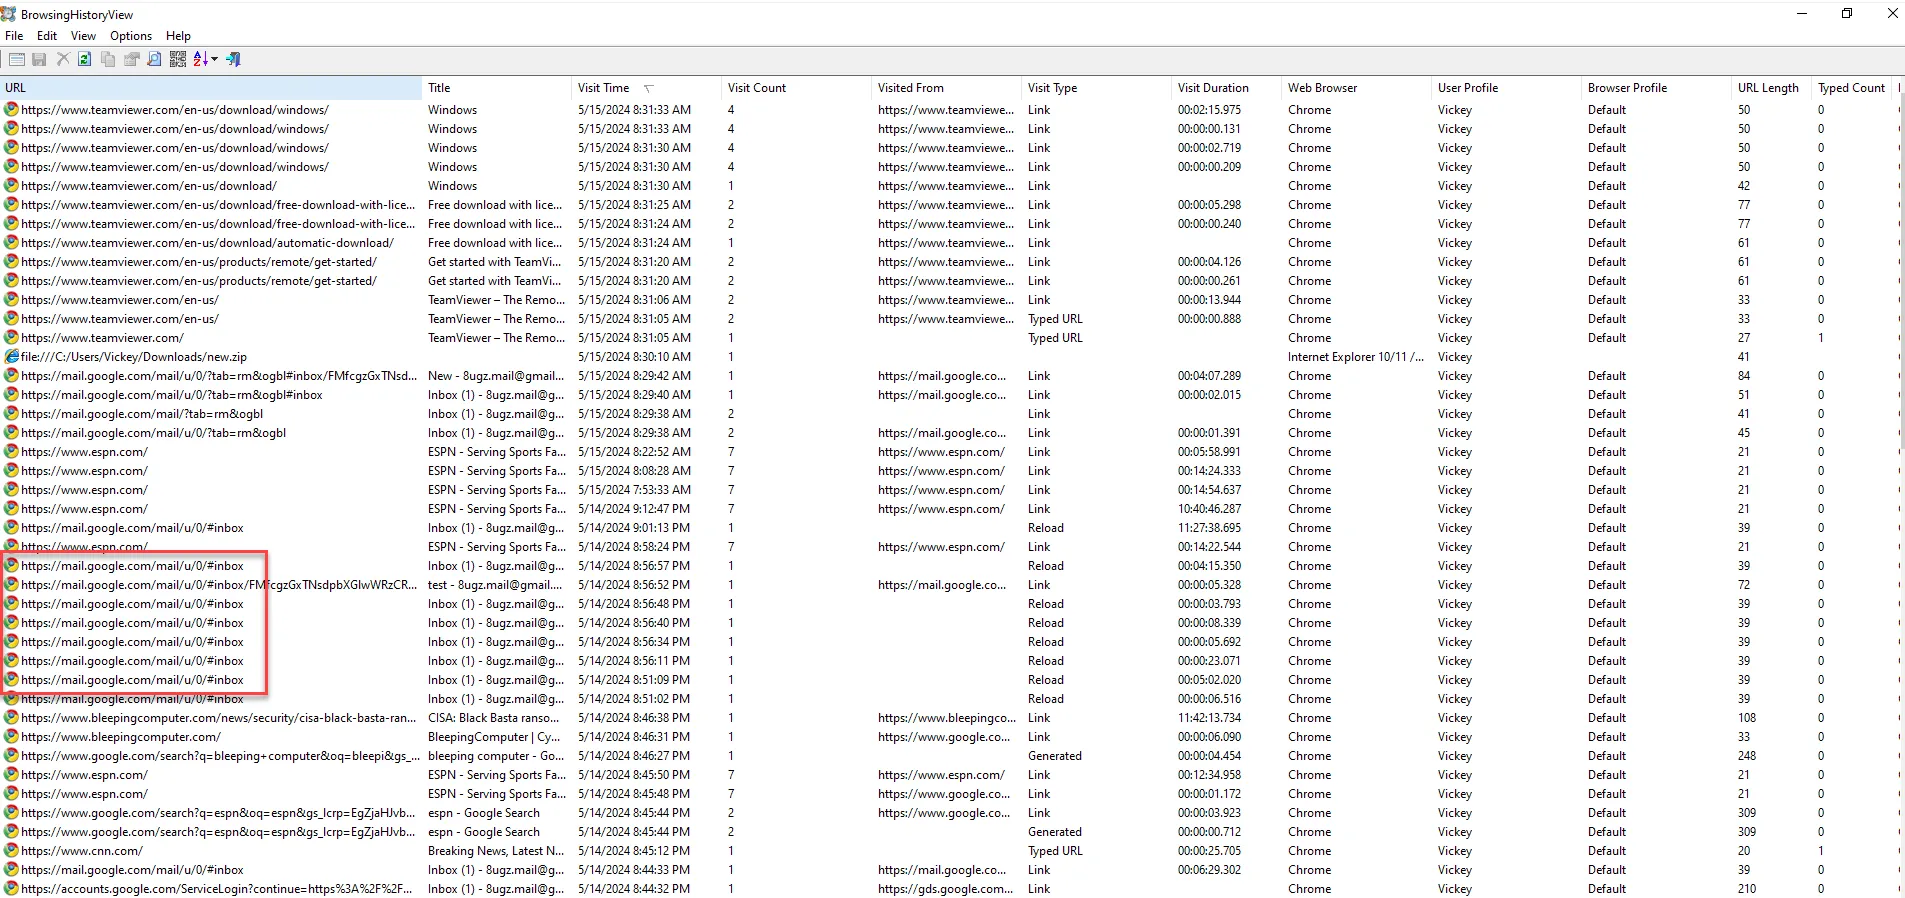 BrowsingHistoryView
File Edit View Options Help
URL Title Visit Time Visit Count Visited From Visit Type Visit Duration Web Browser User Profile Browser Profile URL Length Typed Count
https://www.teamviewer.com/en-us/download/windows/ Windows 5/15/2024 8:31:33 AM 4 https://www.teamviewe... Link 00:02:15.975 Chrome Vickey Default 50 0
https://www.teamviewer.com/en-us/download/windows/ Windows 5/15/2024 8:31:33 AM 4 https://www.teamviewe... Link 00:00:00.131 Chrome Vickey Default 50 0
https://www.teamviewer.com/en-us/download/windows/ Windows 5/15/2024 8:31:30 AM 4 https://www.teamviewe... Link 00:00:02.719 Chrome Vickey Default 50 0
https://www.teamviewer.com/en-us/download/windows/ Windows 5/15/2024 8:31:30 AM 4 https://www.teamviewe... Link 00:00:00.209 Chrome Vickey Default 50 0
https://www.teamviewer.com/en-us/download/ Windows 5/15/2024 8:31:30 AM 1 https://www.teamviewe... Link Chrome Vickey Default 42 0
https://www.teamviewer.com/en-us/download/free-download-with-lice... Free download with lice... 5/15/2024 8:31:25 AM 2 https://www.teamviewe... Link 00:00:05.298 Chrome Vickey Default 77 0
https://www.teamviewer.com/en-us/download/free-download-with-lice... Free download with lice... 5/15/2024 8:31:24 AM 2 https://www.teamviewe... Link 00:00:00.240 Chrome Vickey Default 77 0
https://www.teamviewer.com/en-us/download/automatic-download/ Free download with lice... 5/15/2024 8:31:24 AM 1 https://www.teamviewe... Link Chrome Vickey Default 61 0
https://www.teamviewer.com/en-us/products/remote/get-started/ Get started with TeamVi... 5/15/2024 8:31:20 AM 2 https://www.teamviewe... Link 00:00:04.126 Chrome Vickey Default 61 0
https://www.teamviewer.com/en-us/products/remote/get-started/ Get started with TeamVi... 5/15/2024 8:31:20 AM 2 https://www.teamviewe... Link 00:00:00.261 Chrome Vickey Default 61 0
https://www.teamviewer.com/en-us/ TeamViewer – The Remo... 5/15/2024 8:31:06 AM 2 https://www.teamviewe... Link 00:00:13.944 Chrome Vickey Default 33 0
https://www.teamviewer.com/en-us/ TeamViewer – The Remo... 5/15/2024 8:31:05 AM 2 https://www.teamviewe... Typed URL 00:00:00.888 Chrome Vickey Default 33 0
https://www.teamviewer.com/ TeamViewer – The Remo... 5/15/2024 8:31:05 AM 1 Typed URL Chrome Vickey Default 27 1
file:///C:/Users/Vickey/Downloads/new.zip 5/15/2024 8:30:10 AM 1 Internet Explorer 10/11 /... Vickey 41
https://mail.google.com/mail/u/0/?tab=rm&ogbl#inbox/FMfcgzGxTNsd... New - 8ugz.mail@gmail... 5/15/2024 8:29:42 AM 1 https://mail.google.co... Link 00:04:07.289 Chrome Vickey Default 84 0
https://mail.google.com/mail/u/0/?tab=rm&ogbl#inbox Inbox (1) - 8ugz.mail@g... 5/15/2024 8:29:40 AM 1 https://mail.google.co... Link 00:00:02.015 Chrome Vickey Default 51 0
https://mail.google.com/mail/?tab=rm&ogbl Inbox (1) - 8ugz.mail@g... 5/15/2024 8:29:38 AM 2 Link Chrome Vickey Default 41 0
https://mail.google.com/mail/u/0/?tab=rm&ogbl Inbox (1) - 8ugz.mail@g... 5/15/2024 8:29:38 AM 2 https://mail.google.co... Link 00:00:01.391 Chrome Vickey Default 45 0
https://www.espn.com/ ESPN - Serving Sports Fa... 5/15/2024 8:22:52 AM 7 https://www.espn.com/ Link 00:05:58.991 Chrome Vickey Default 21 0
https://www.espn.com/ ESPN - Serving Sports Fa... 5/15/2024 8:08:28 AM 7 https://www.espn.com/ Link 00:14:24.333 Chrome Vickey Default 21 0
https://www.espn.com/ ESPN - Serving Sports Fa... 5/15/2024 7:53:33 AM 7 https://www.espn.com/ Link 00:14:54.637 Chrome Vickey Default 21 0
https://www.espn.com/ ESPN - Serving Sports Fa... 5/14/2024 9:12:47 PM 7 https://www.espn.com/ Link 10:40:46.287 Chrome Vickey Default 21 0
https://mail.google.com/mail/u/0/#inbox Inbox (1) - 8ugz.mail@g... 5/14/2024 9:01:13 PM 1 Reload 11:27:38.695 Chrome Vickey Default 39 0
https://www.espn.com/ ESPN - Serving Sports Fa... 5/14/2024 8:58:24 PM 7 https://www.espn.com/ Link 00:14:22.544 Chrome Vickey Default 21 0
https://mail.google.com/mail/u/0/#inbox Inbox (1) - 8ugz.mail@g... 5/14/2024 8:56:57 PM 1 Reload 00:04:15.350 Chrome Vickey Default 39 0
https://mail.google.com/mail/u/0/#inbox/FMfcgzGxTNsdpbXGlwWRzCR... test - 8ugz.mail@gmail.... 5/14/2024 8:56:52 PM 1 https://mail.google.co... Link 00:00:05.328 Chrome Vickey Default 72 0
https://mail.google.com/mail/u/0/#inbox Inbox (1) - 8ugz.mail@g... 5/14/2024 8:56:48 PM 1 Reload 00:00:03.793 Chrome Vickey Default 39 0
https://mail.google.com/mail/u/0/#inbox Inbox (1) - 8ugz.mail@g... 5/14/2024 8:56:40 PM 1 Reload 00:00:08.339 Chrome Vickey Default 39 0
https://mail.google.com/mail/u/0/#inbox Inbox (1) - 8ugz.mail@g... 5/14/2024 8:56:34 PM 1 Reload 00:00:05.692 Chrome Vickey Default 39 0
https://mail.google.com/mail/u/0/#inbox Inbox (1) - 8ugz.mail@g... 5/14/2024 8:56:11 PM 1 Reload 00:00:23.071 Chrome Vickey Default 39 0
https://mail.google.com/mail/u/0/#inbox Inbox (1) - 8ugz.mail@g... 5/14/2024 8:51:09 PM 1 Reload 00:05:02.020 Chrome Vickey Default 39 0
https://mail.google.com/mail/u/0/#inbox Inbox (1) - 8ugz.mail@g... 5/14/2024 8:51:02 PM 1 Reload 00:00:06.516 Chrome Vickey Default 39 0
https://www.bleepingcomputer.com/news/security/cisa-black-basta-ran... CISA: Black Basta ranso... 5/14/2024 8:46:38 PM 1 https://www.bleepingco... Link 11:42:13.734 Chrome Vickey Default 108 0
https://www.bleepingcomputer.com/ BleepingComputer | Cy... 5/14/2024 8:46:31 PM 1 https://www.google.co... Link 00:00:06.090 Chrome Vickey Default 33 0
https://www.google.com/search?q=bleeping+computer&oq=bleepi&gs_... bleeping computer - Go... 5/14/2024 8:46:27 PM 1 Generated 00:00:04.454 Chrome Vickey Default 248 0
https://www.espn.com/ ESPN - Serving Sports Fa... 5/14/2024 8:45:50 PM 7 https://www.espn.com/ Link 00:12:34.958 Chrome Vickey Default 21 0
https://www.espn.com/ ESPN - Serving Sports Fa... 5/14/2024 8:45:48 PM 7 https://www.google.co... Link 00:00:01.172 Chrome Vickey Default 21 0
https://www.google.com/search?q=espn&oq=espn&gs_lcrp=EgZjaHJvb... espn - Google Search 5/14/2024 8:45:44 PM 2 https://www.google.co... Link 00:00:03.923 Chrome Vickey Default 309 0
https://www.google.com/search?q=espn&oq=espn&gs_lcrp=EgZjaHJvb... espn - Google Search 5/14/2024 8:45:44 PM 2 Generated 00:00:00.712 Chrome Vickey Default 309 0
https://www.cnn.com/ Breaking News, Latest N... 5/14/2024 8:45:12 PM 1 Typed URL 00:00:25.705 Chrome Vickey Default 20 1
https://mail.google.com/mail/u/0/#inbox Inbox (1) - 8ugz.mail@g... 5/14/2024 8:44:33 PM 1 https://mail.google.co... Link 00:06:29.302 Chrome Vickey Default 39 0
https://accounts.google.com/ServiceLogin?continue=https%3A%2F%2F... Inbox (1) - 8ugz.mail@g... 5/14/2024 8:44:32 PM 1 https://gds.google.com... Link Chrome Vickey Default 210 0